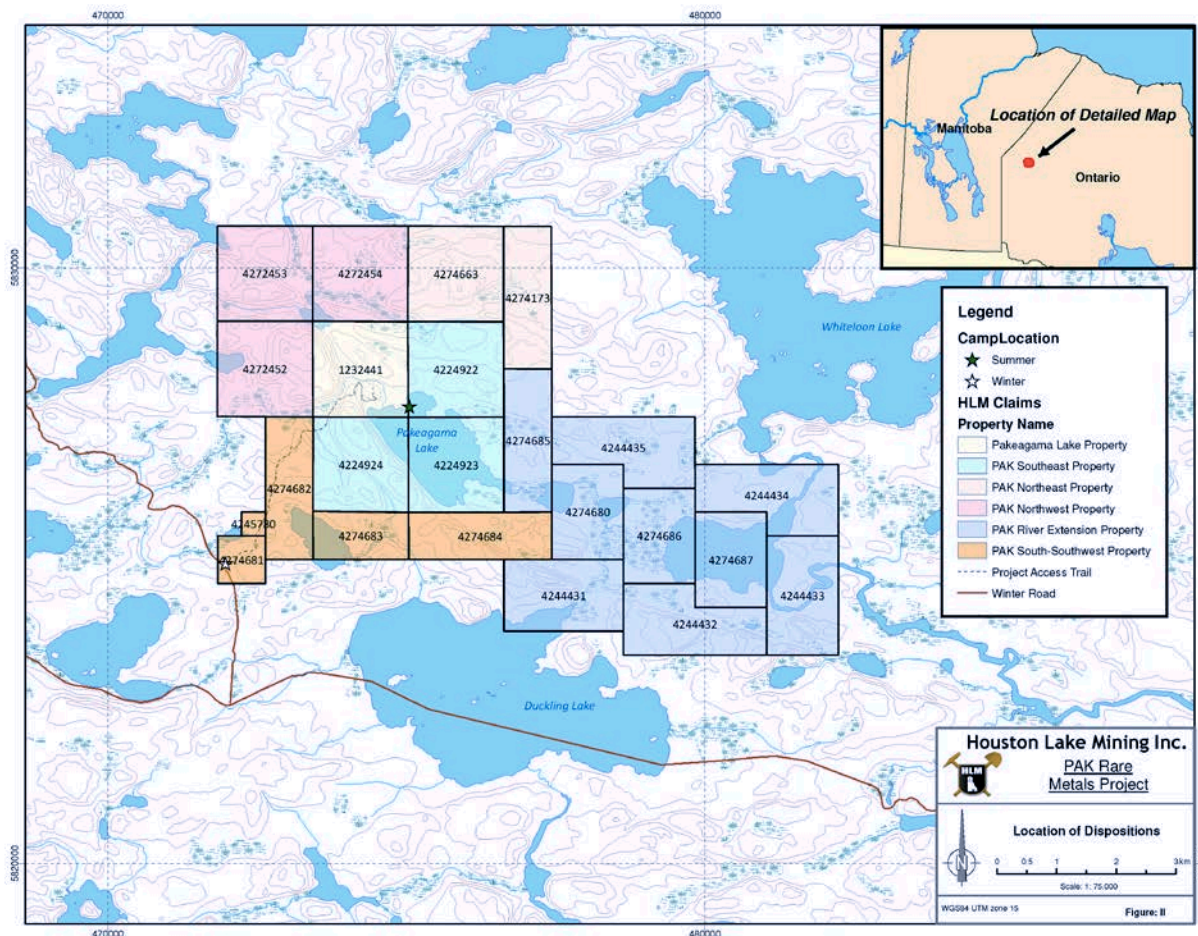 470000
480000
Manitoba
Location of Detailed Map
Ontario
5830000
4272453
4272454
4274663
4274173
Whiteloon Lake
4272452
1232441
4224922
Pakeagama
Lake
4274685
4244435
4224924
4224923
4274682
4244434
4274680
4245780
4274683
4274684
4274686
4274687
4274681
4244431
4244433
4244432
Duckling Lake
Legend
CampLocation
Summer
Winter
HLM Claims
Property Name
Pakeagama Lake Property
PAK Southeast Property
PAK Northeast Property
PAK Northwest Property
PAK River Extension Property
PAK South-Southwest Property
Project Access Trail
Winter Road
Houston Lake Mining Inc.
HLM
PAK Rare
Metals Project
Location of Dispositions
N
0 0.5 1 2 3km
Scale: 1: 75.000
WGS84 UTM zone 15
Figure: II
5820000
470000
480000